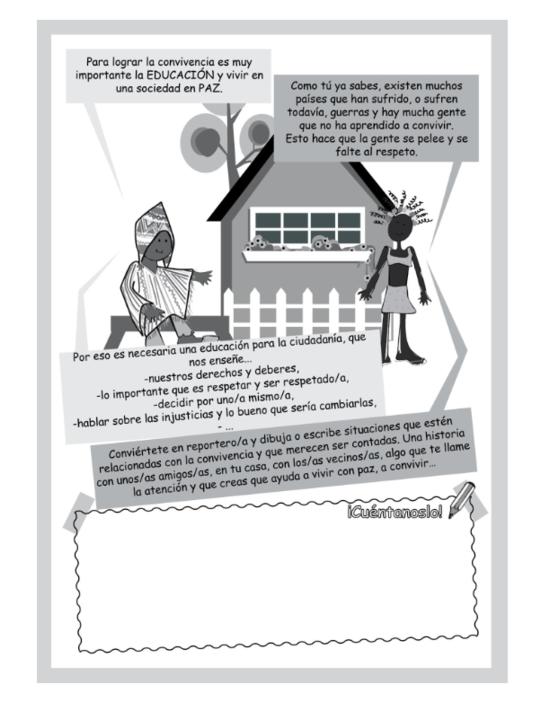 Para lograr la convivencia es muy
importante la EDUCACIÓN y vivir en
una sociedad en PAZ.
Como tú ya sabes, existen muchos
países que han sufrido, o sufren
todavía, guerras y hay mucha gente
que no ha aprendido a convivir.
Esto hace que la gente se pelee y se
falte al respeto.
Por eso es necesaria una educación para la ciudadanía, que
nos enseñe...
-nuestros derechos y deberes,
-lo importante que es respetar y ser respetado/a,
-decidir por uno/a mismo/a,
-hablar sobre las injusticias y lo bueno que sería cambiarlas,
- ...
Conviértete en reportero/a y dibuja o escribe situaciones que estén
relacionadas con la convivencia y que merecen ser contadas. Una historia
con unos/as amigos/as, en tu casa, con los/as vecinos/as, algo que te llame
la atención y que creas que ayuda a vivir con paz, a convivir...
¡Cuéntanoslo!